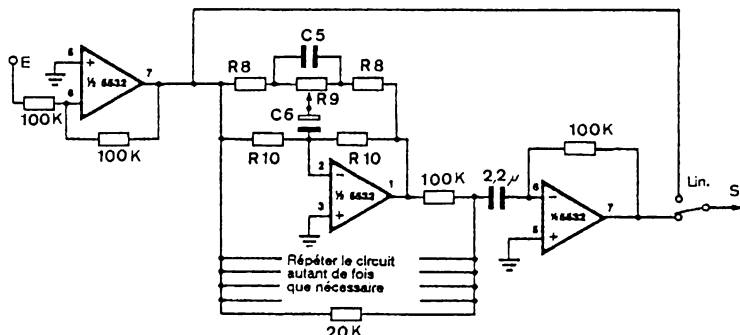 C5
R8
R8
R9
E
5
+
½ 5532
7
6
100K
100K
C6
R10
R10
2
−
½ 5532
1
3
+
100K
2,2µ
100K
6
−
½ 5532
7
5
+
Lin.
S
Répéter le circuit
autant de fois
que nécessaire
20K